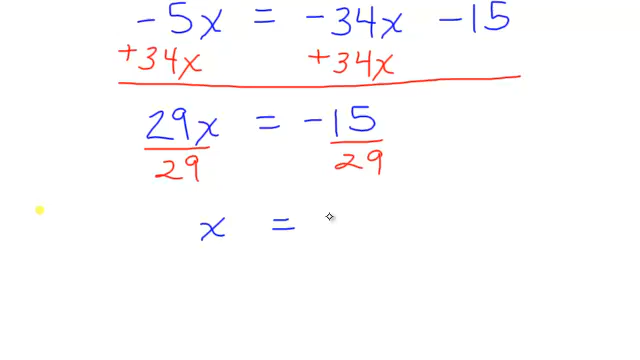 -5x = -34x -15
+34x +34x
29x = -15
29 29
x =